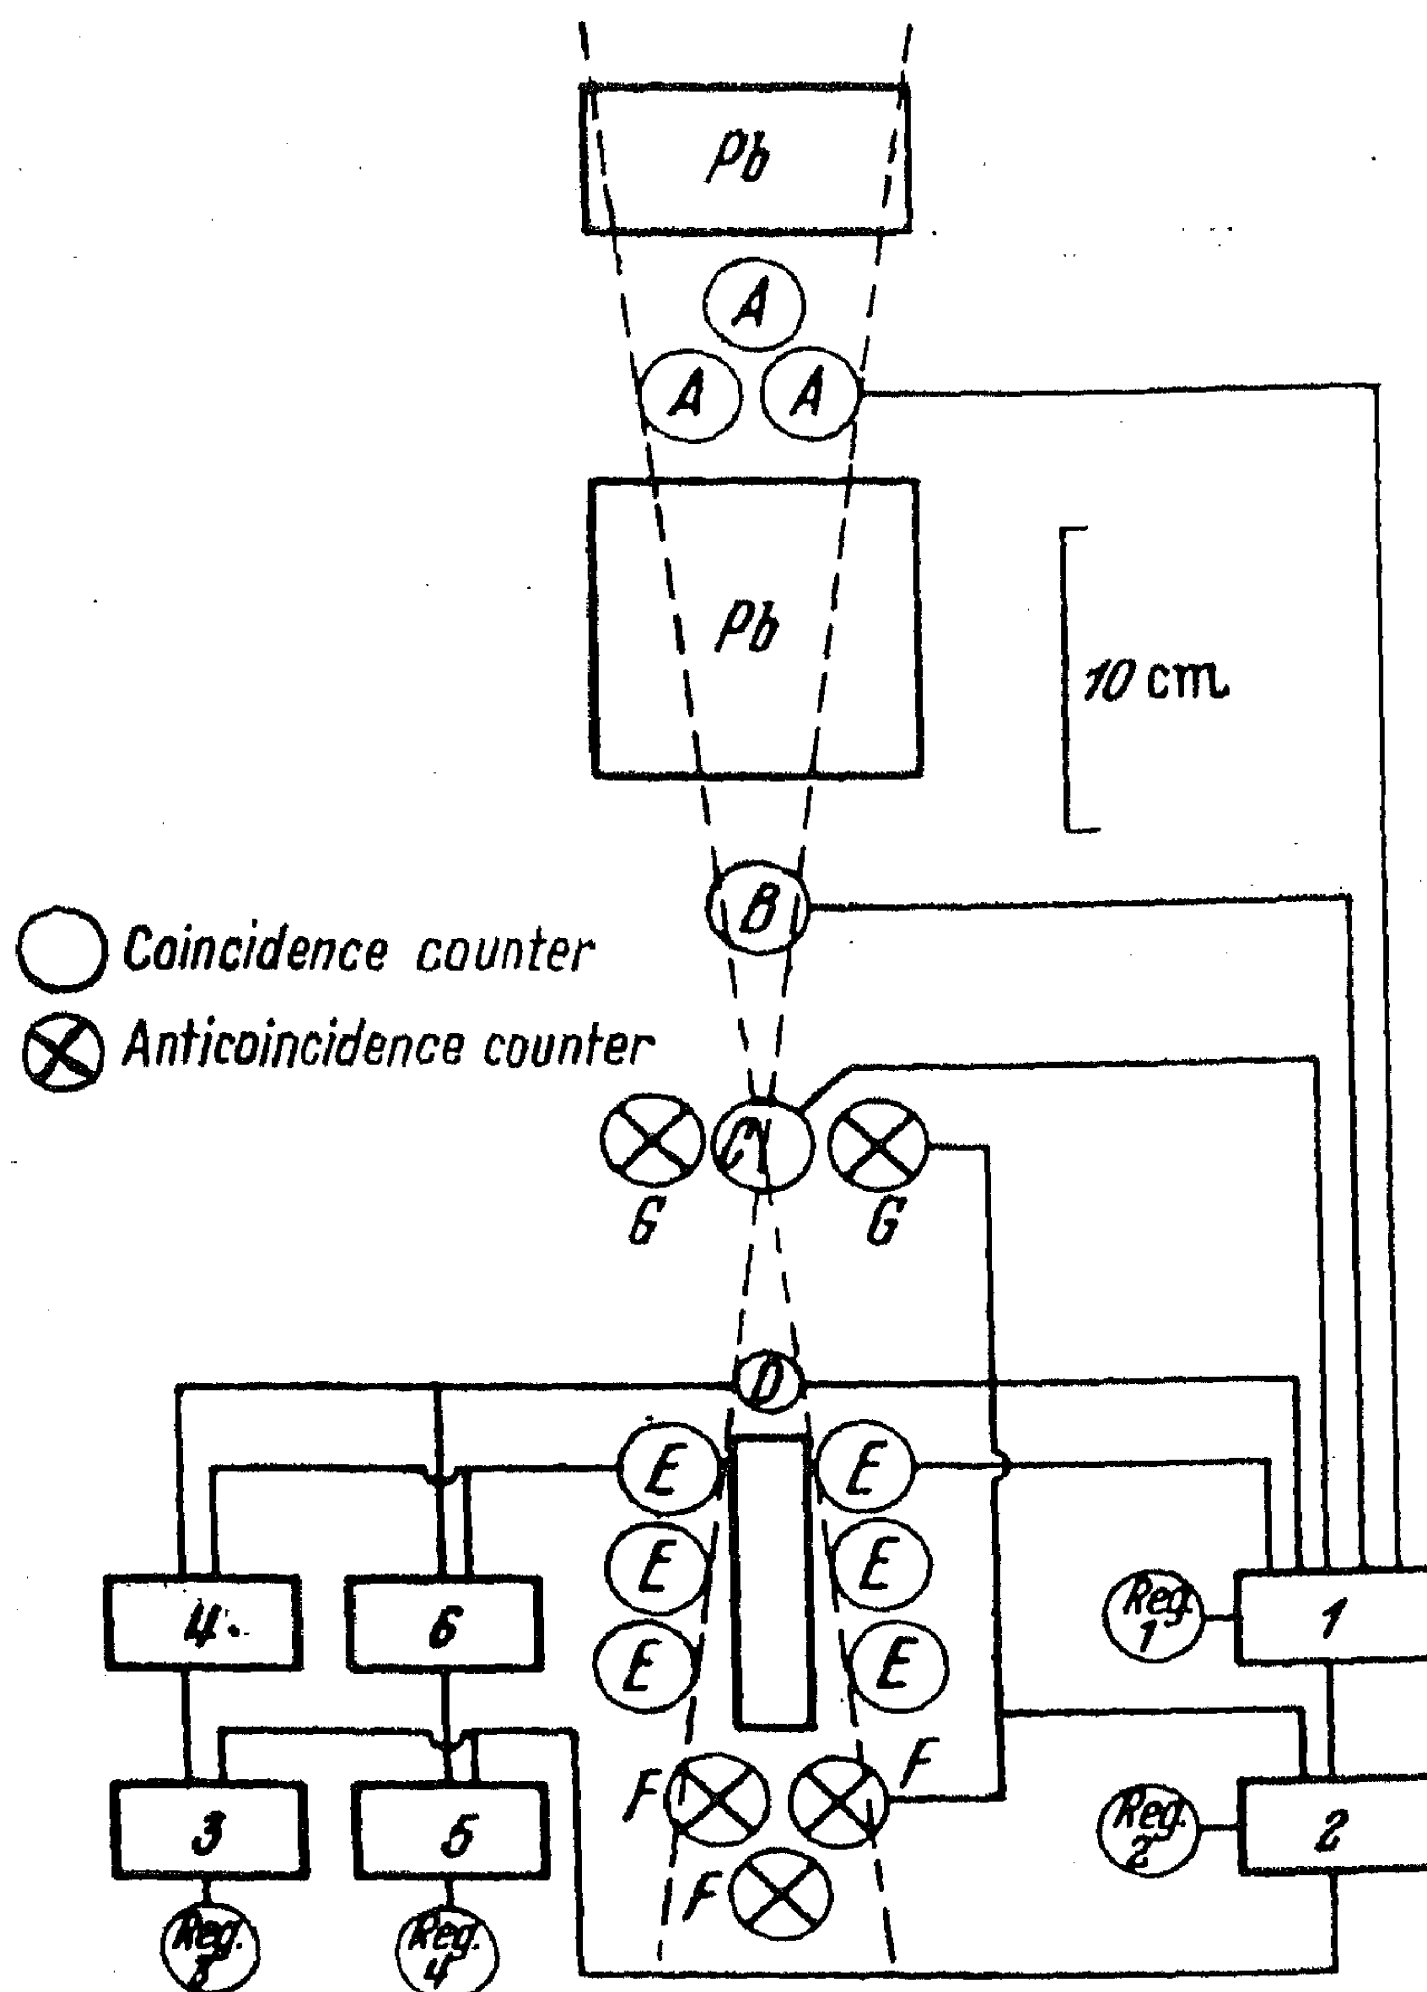 Pb
A
A A
Pb
10 cm
B
Coincidence counter
Anticoincidence counter
C
G G
D
E E
E E
E E
4 6
Reg. 1
1
F F
3 5
Reg. 2
2
F
Reg. 3
Reg. 4